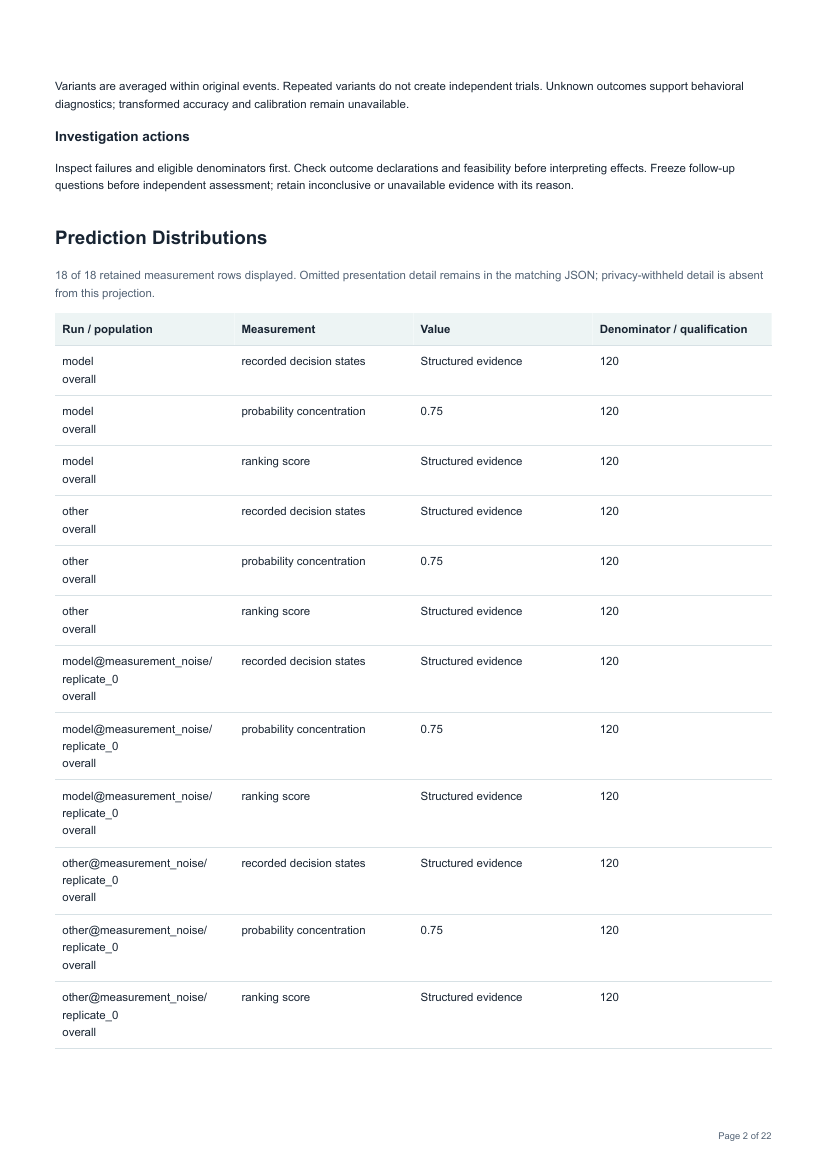 Variants are averaged within original events. Repeated variants do not create independent trials. Unknown outcomes support behavioral
diagnostics; transformed accuracy and calibration remain unavailable.
Investigation actions
Inspect failures and eligible denominators first. Check outcome declarations and feasibility before interpreting effects. Freeze follow-up
questions before independent assessment; retain inconclusive or unavailable evidence with its reason.
Prediction Distributions
18 of 18 retained measurement rows displayed. Omitted presentation detail remains in the matching JSON; privacy-withheld detail is absent
from this projection.
Run / population Measurement Value Denominator / qualification
model recorded decision states Structured evidence 120
overall
model probability concentration 0.75 120
overall
model ranking score Structured evidence 120
overall
other recorded decision states Structured evidence 120
overall
other probability concentration 0.75 120
overall
other ranking score Structured evidence 120
overall
model@measurement_noise/ recorded decision states Structured evidence 120
replicate_0
overall
model@measurement_noise/ probability concentration 0.75 120
replicate_0
overall
model@measurement_noise/ ranking score Structured evidence 120
replicate_0
overall
other@measurement_noise/ recorded decision states Structured evidence 120
replicate_0
overall
other@measurement_noise/ probability concentration 0.75 120
replicate_0
overall
other@measurement_noise/ ranking score Structured evidence 120
replicate_0
overall
Page 2 of 22